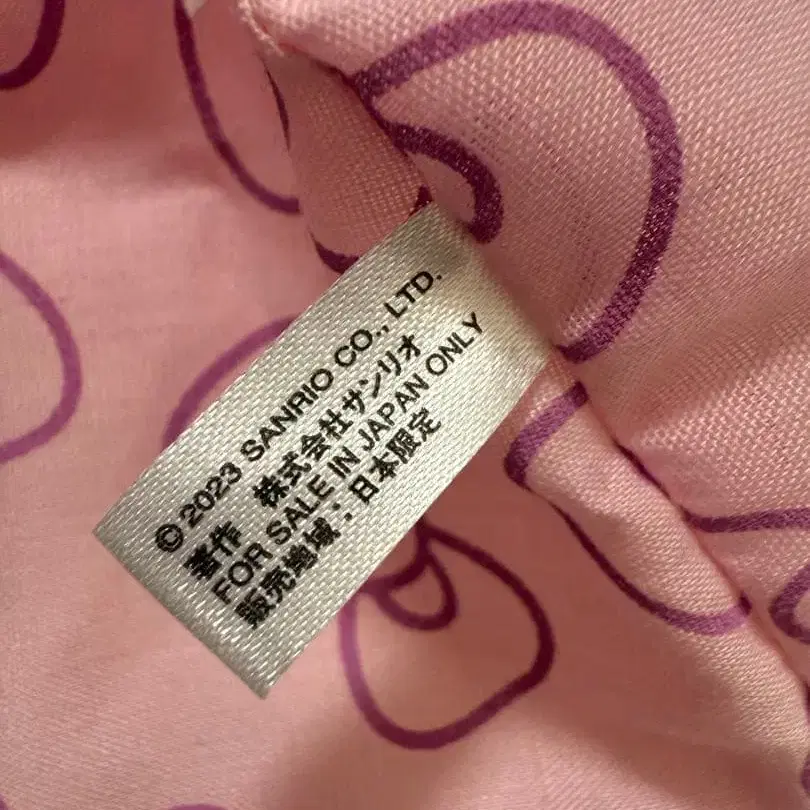 © 2023 SANRIO CO., LTD.
著作 株式会社サンリオ
FOR SALE IN JAPAN ONLY
販売地域：日本限定